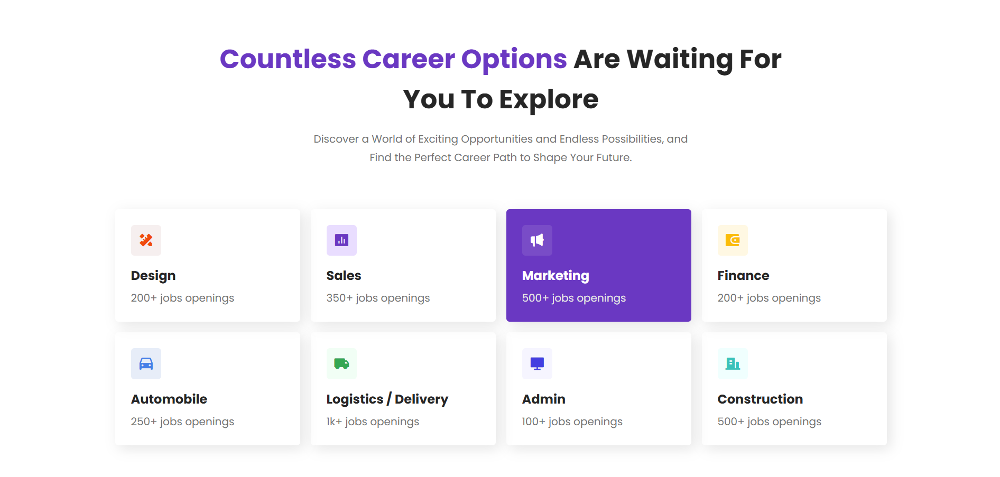 Countless Career Options Are Waiting For
You To Explore
Discover a World of Exciting Opportunities and Endless Possibilities, and
Find the Perfect Career Path to Shape Your Future.
Design
200+ jobs openings
Sales
350+ jobs openings
Marketing
500+ jobs openings
Finance
200+ jobs openings
Automobile
250+ jobs openings
Logistics / Delivery
1k+ jobs openings
Admin
100+ jobs openings
Construction
500+ jobs openings